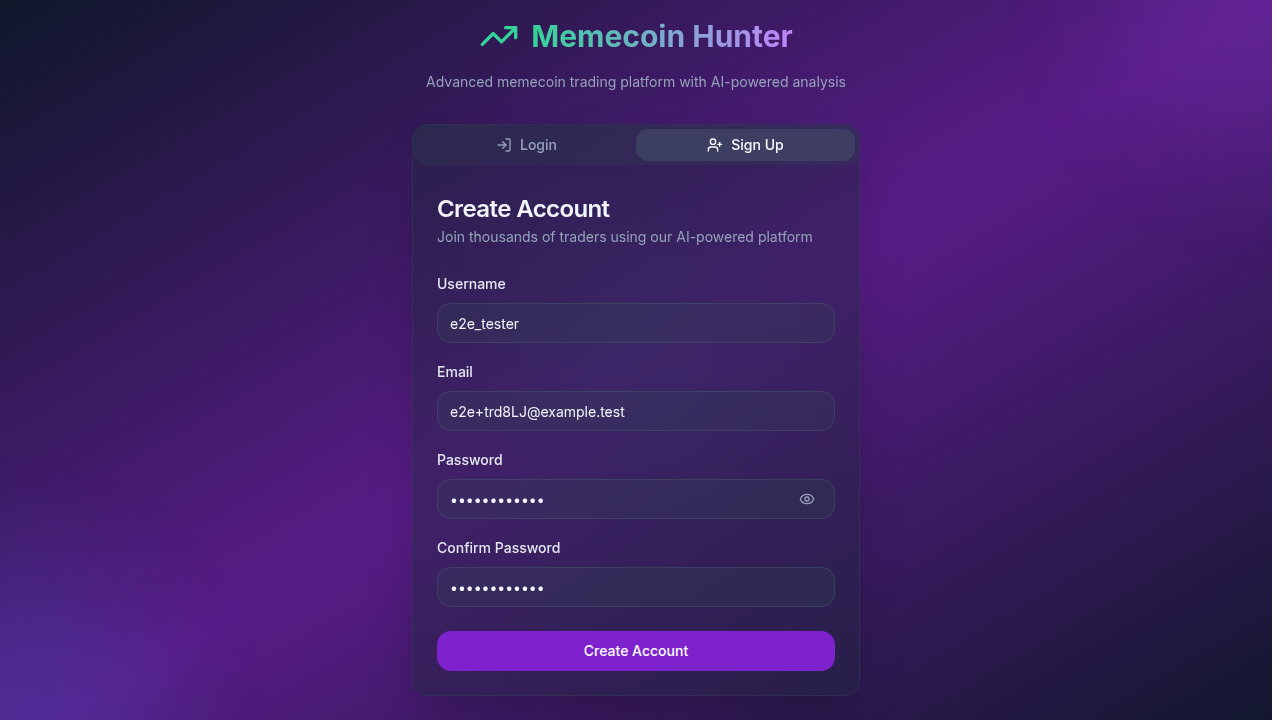 Memecoin Hunter
Advanced memecoin trading platform with AI-powered analysis
Login
Sign Up
Create Account
Join thousands of traders using our AI-powered platform
Username
e2e_tester
Email
e2e+trd8LJ@example.test
Password
••••••••••••
Confirm Password
••••••••••••
Create Account